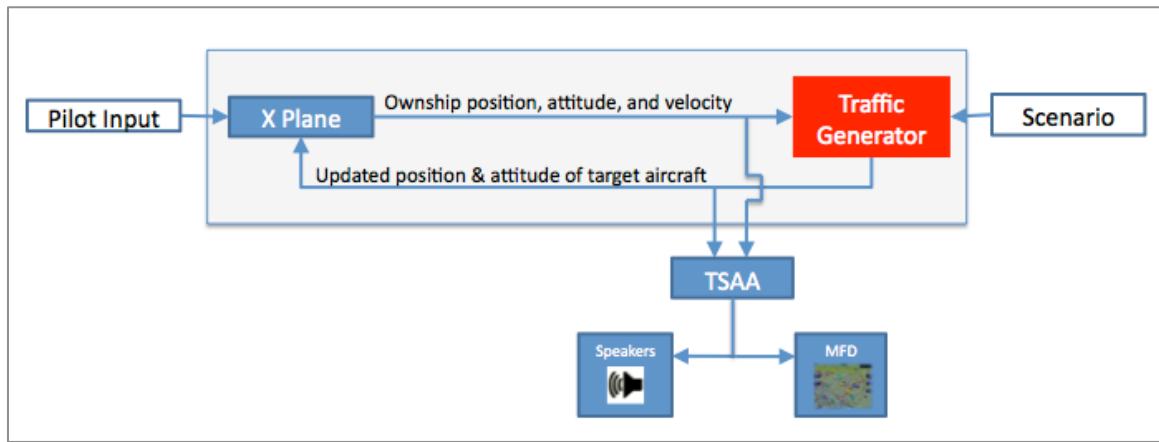 Pilot Input
X Plane
Ownship position, attitude, and velocity
Traffic
Generator
Scenario
Updated position & attitude of target aircraft
TSAA
Speakers
MFD